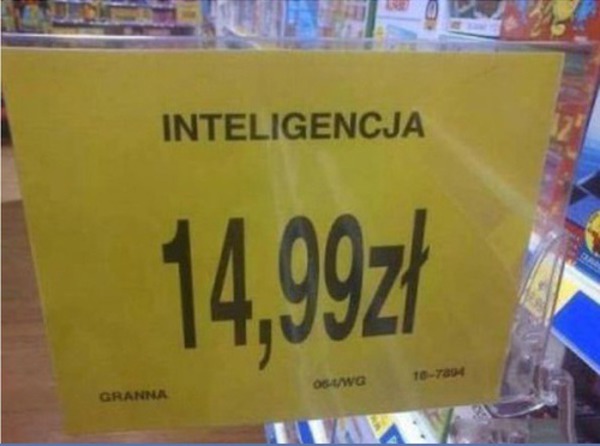 INTELIGENCJA
14,99zł
GRANNA 064/WG 16-7894